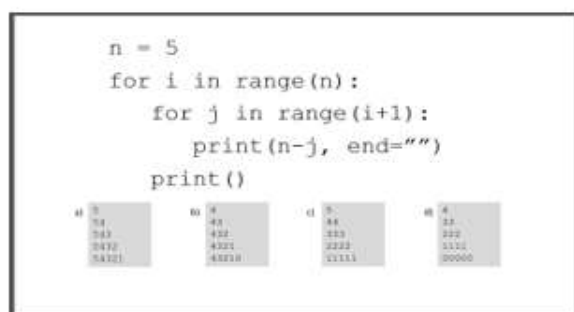 n = 5
for i in range(n):
for j in range(i+1):
print(n-j, end="")
print()
a) 5
54
543
5432
54321
b) 4
43
432
4321
43210
c) 5
44
333
2222
11111
d) 4
33
222
1111
00000